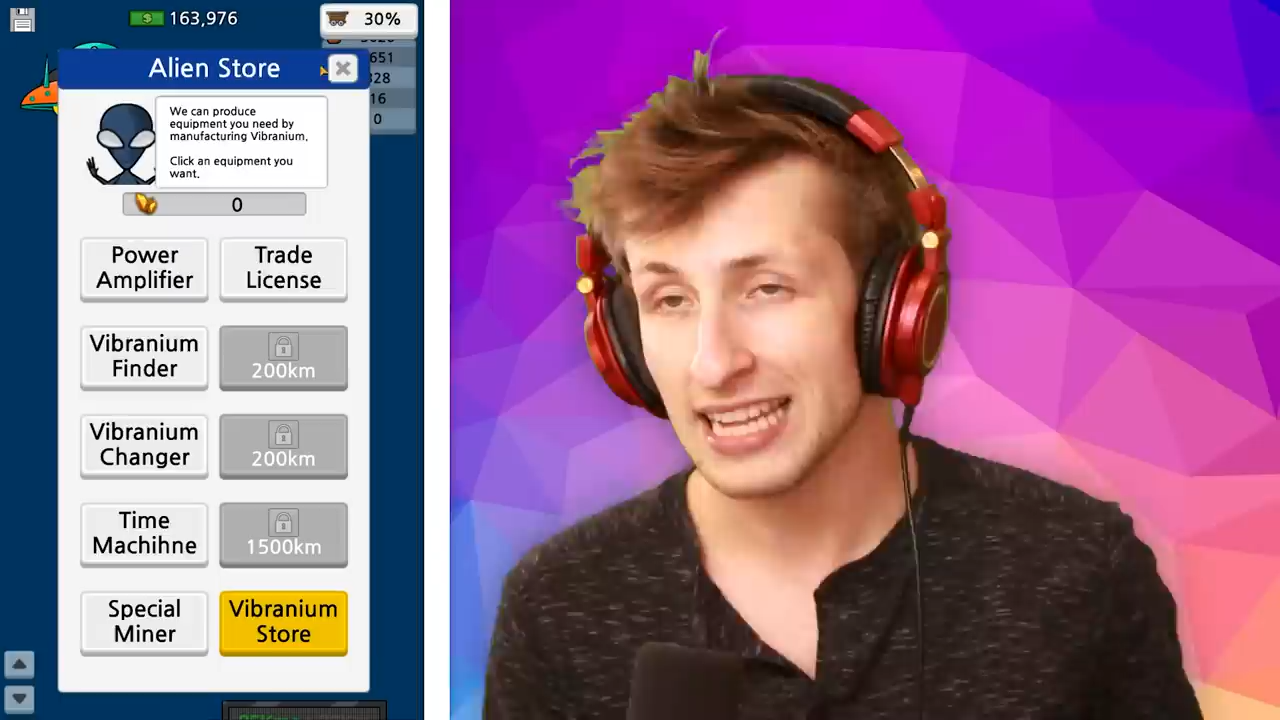 163,976
30%
651
328
16
0
Alien Store
We can produce
equipment you need by
manufacturing Vibranium.
Click an equipment you
want.
0
Power
Amplifier
Trade
License
Vibranium
Finder
200km
Vibranium
Changer
200km
Time
Machihne
1500km
Special
Miner
Vibranium
Store